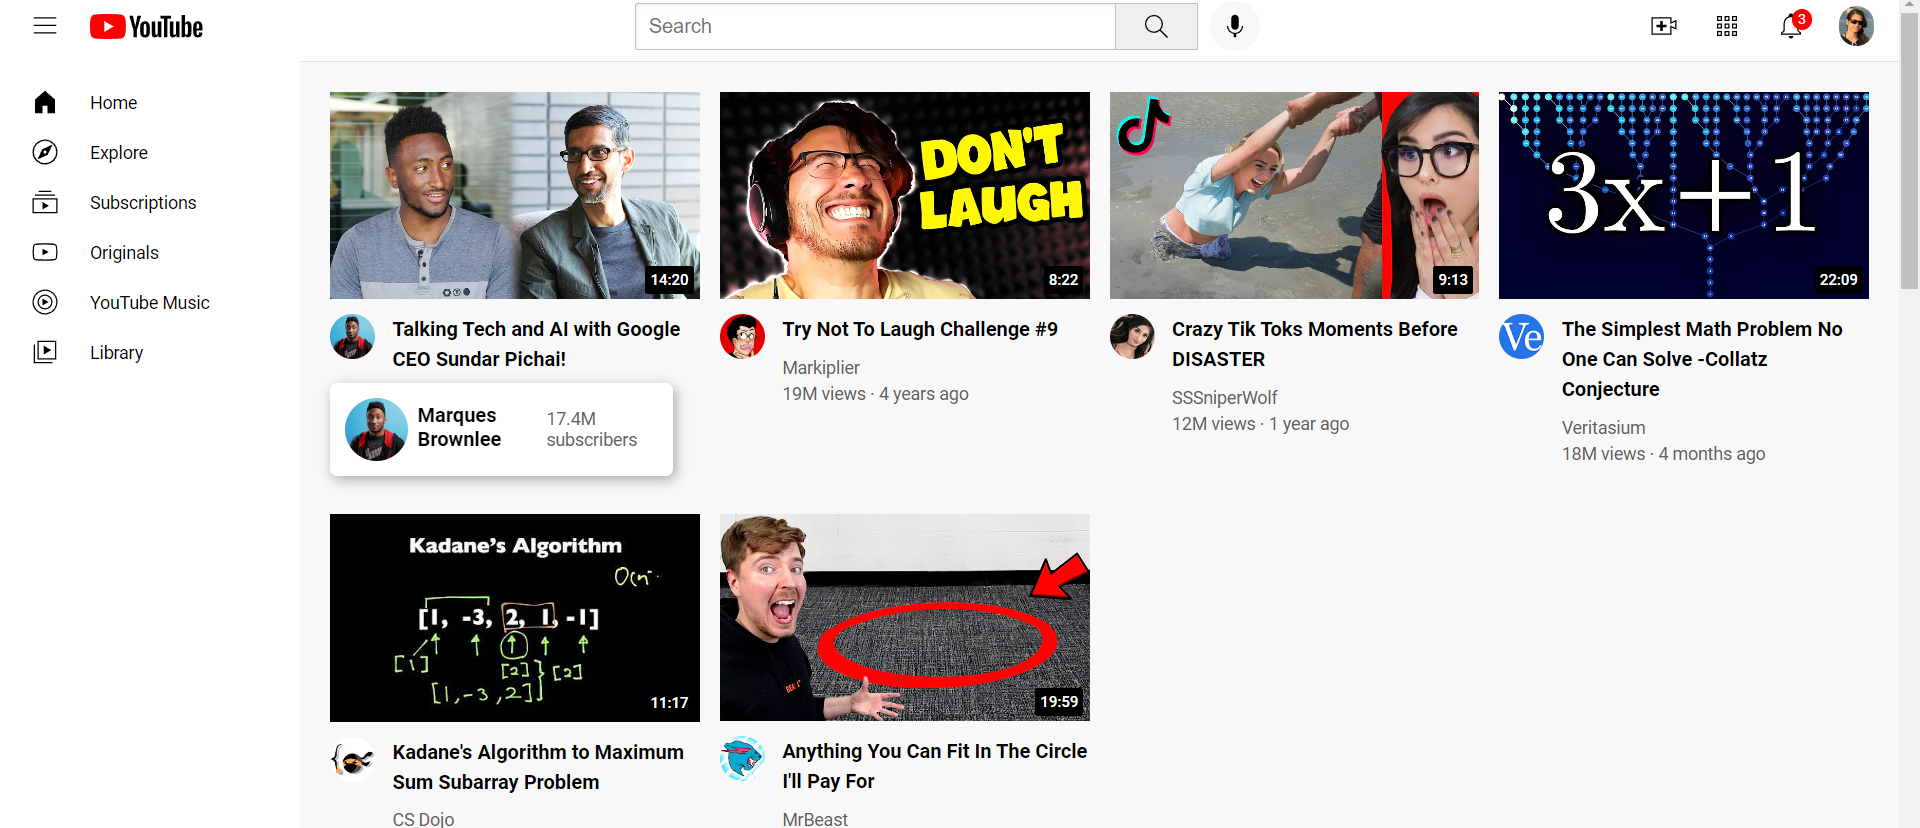 YouTube
Search
3
Home
Explore
Subscriptions
Originals
YouTube Music
Library
14:20
Talking Tech and AI with Google
CEO Sundar Pichai!
Marques
Brownlee
17.4M
subscribers
DON'T
LAUGH
8:22
Try Not To Laugh Challenge #9
Markiplier
19M views · 4 years ago
9:13
Crazy Tik Toks Moments Before
DISASTER
SSSniperWolf
12M views · 1 year ago
3x+1
22:09
Ve
The Simplest Math Problem No
One Can Solve -Collatz
Conjecture
Veritasium
18M views · 4 months ago
Kadane's Algorithm
[1, -3, 2, 1, -1]
[1]
[2]
[2]
[1,-3,2]
11:17
Kadane's Algorithm to Maximum
Sum Subarray Problem
CS Dojo
19:59
Anything You Can Fit In The Circle
I'll Pay For
MrBeast